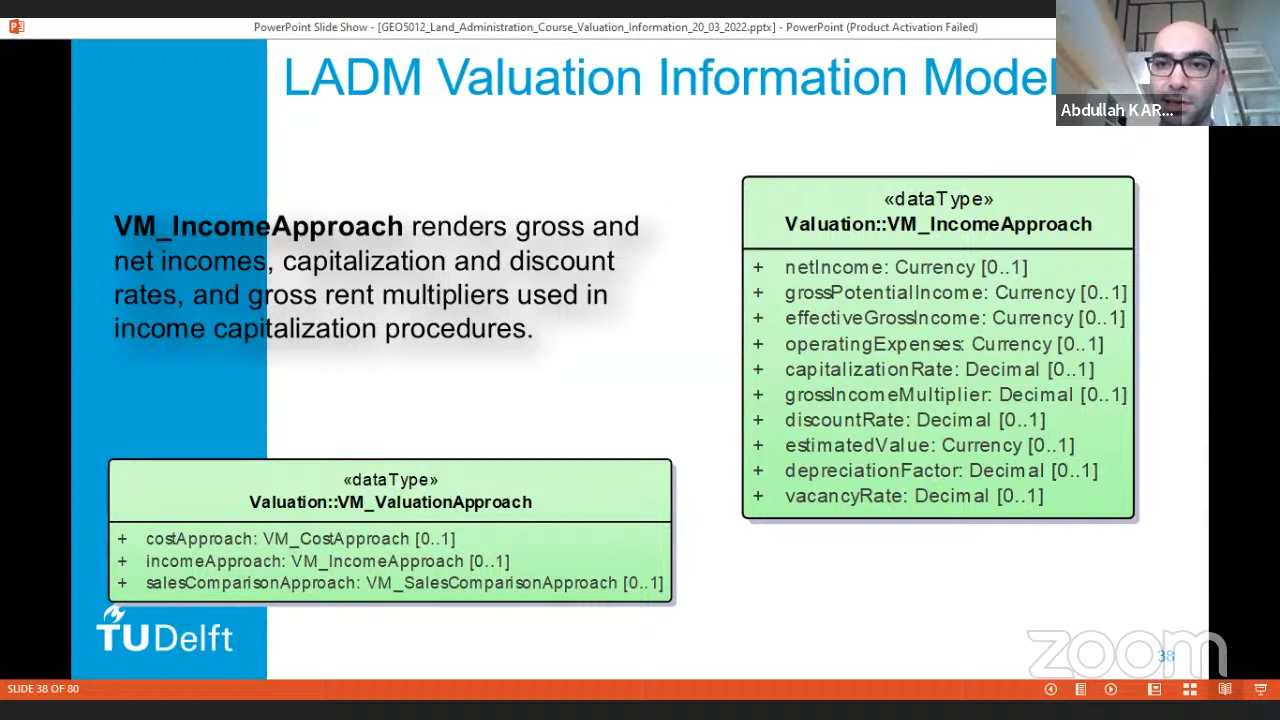 PowerPoint Slide Show - [GEO5012_Land_Administration_Course_Valuation_Information_20_03_2022.pptx] - PowerPoint (Product Activation Failed)
LADM Valuation Information Model
Abdullah KAR...
VM_IncomeApproach renders gross and
net incomes, capitalization and discount
rates, and gross rent multipliers used in
income capitalization procedures.
«dataType»
Valuation::VM_IncomeApproach
+ netIncome: Currency [0..1]
+ grossPotentialIncome: Currency [0..1]
+ effectiveGrossIncome: Currency [0..1]
+ operatingExpenses: Currency [0..1]
+ capitalizationRate: Decimal [0..1]
+ grossIncomeMultiplier: Decimal [0..1]
+ discountRate: Decimal [0..1]
+ estimatedValue: Currency [0..1]
+ depreciationFactor: Decimal [0..1]
+ vacancyRate: Decimal [0..1]
«dataType»
Valuation::VM_ValuationApproach
+ costApproach: VM_CostApproach [0..1]
+ incomeApproach: VM_IncomeApproach [0..1]
+ salesComparisonApproach: VM_SalesComparisonApproach [0..1]
TUDelft
zoom
38
SLIDE 38 OF 80